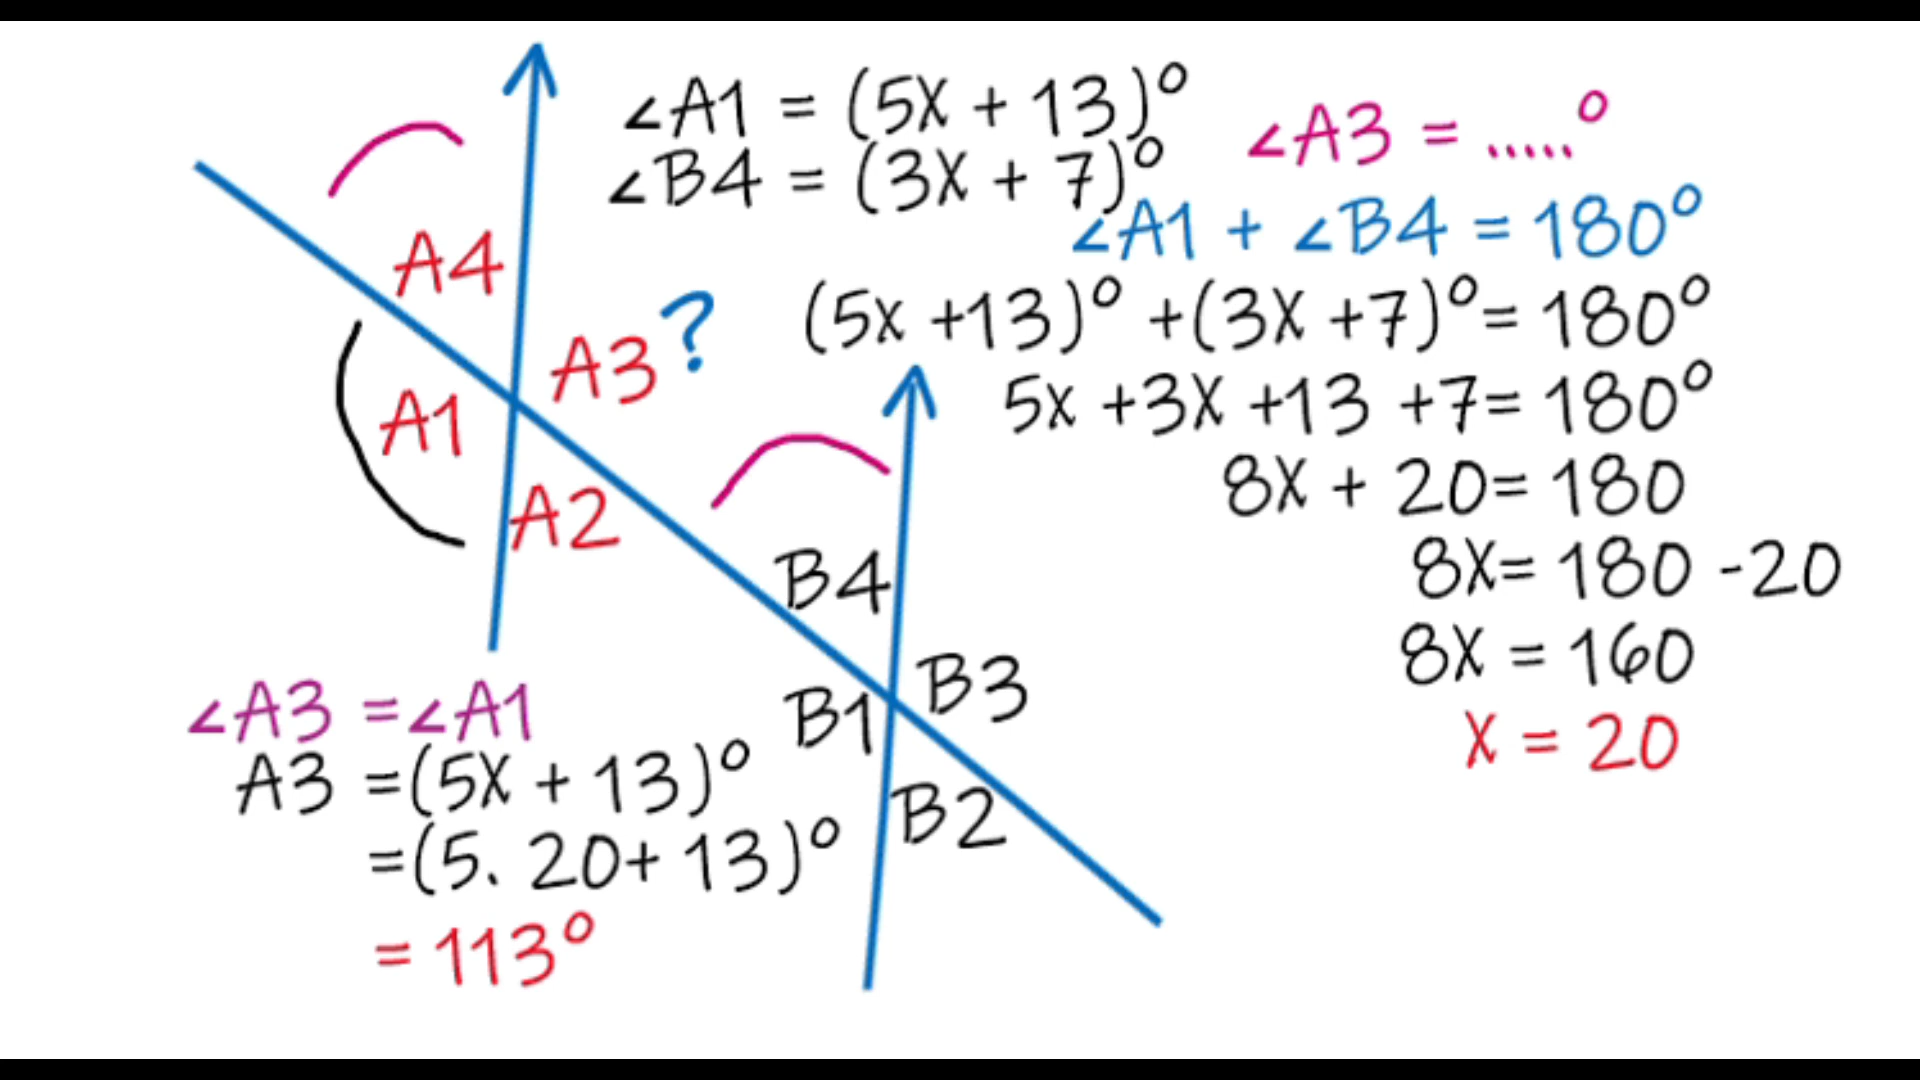 ∠A1 = (5X + 13)°
∠B4 = (3X + 7)°
∠A3 = .....°
∠A1 + ∠B4 = 180°
(5x +13)° +(3X +7)°= 180°
5x +3X +13 +7= 180°
8X + 20= 180
8X= 180 -20
8X = 160
X = 20
A4
A3 ?
A1
A2
B4
B3
B1
B2
∠A3 =∠A1
A3 =(5X + 13)°
=(5. 20+ 13)°
= 113°